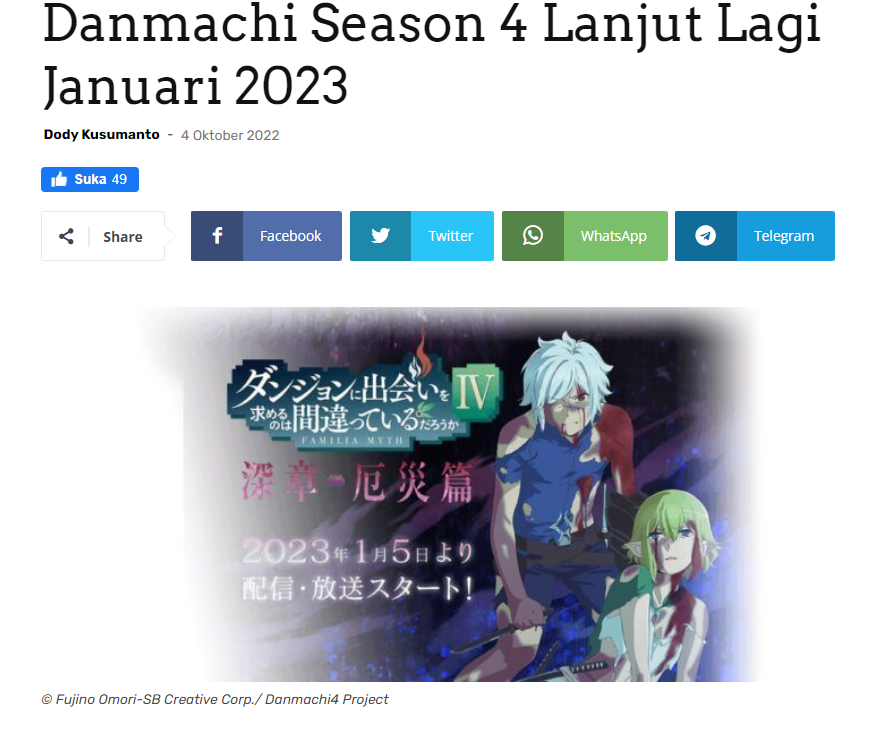 Danmachi Season 4 Lanjut Lagi
Januari 2023
Dody Kusumanto - 4 Oktober 2022
Suka 49
Share
Facebook
Twitter
WhatsApp
Telegram
ダンジョンに出会いを
IV
求める
のは間違っているだろうか
FAMILIA MYTH
深章 厄災篇
2023年1月5日より
配信・放送スタート!
© Fujino Omori-SB Creative Corp./ Danmachi4 Project